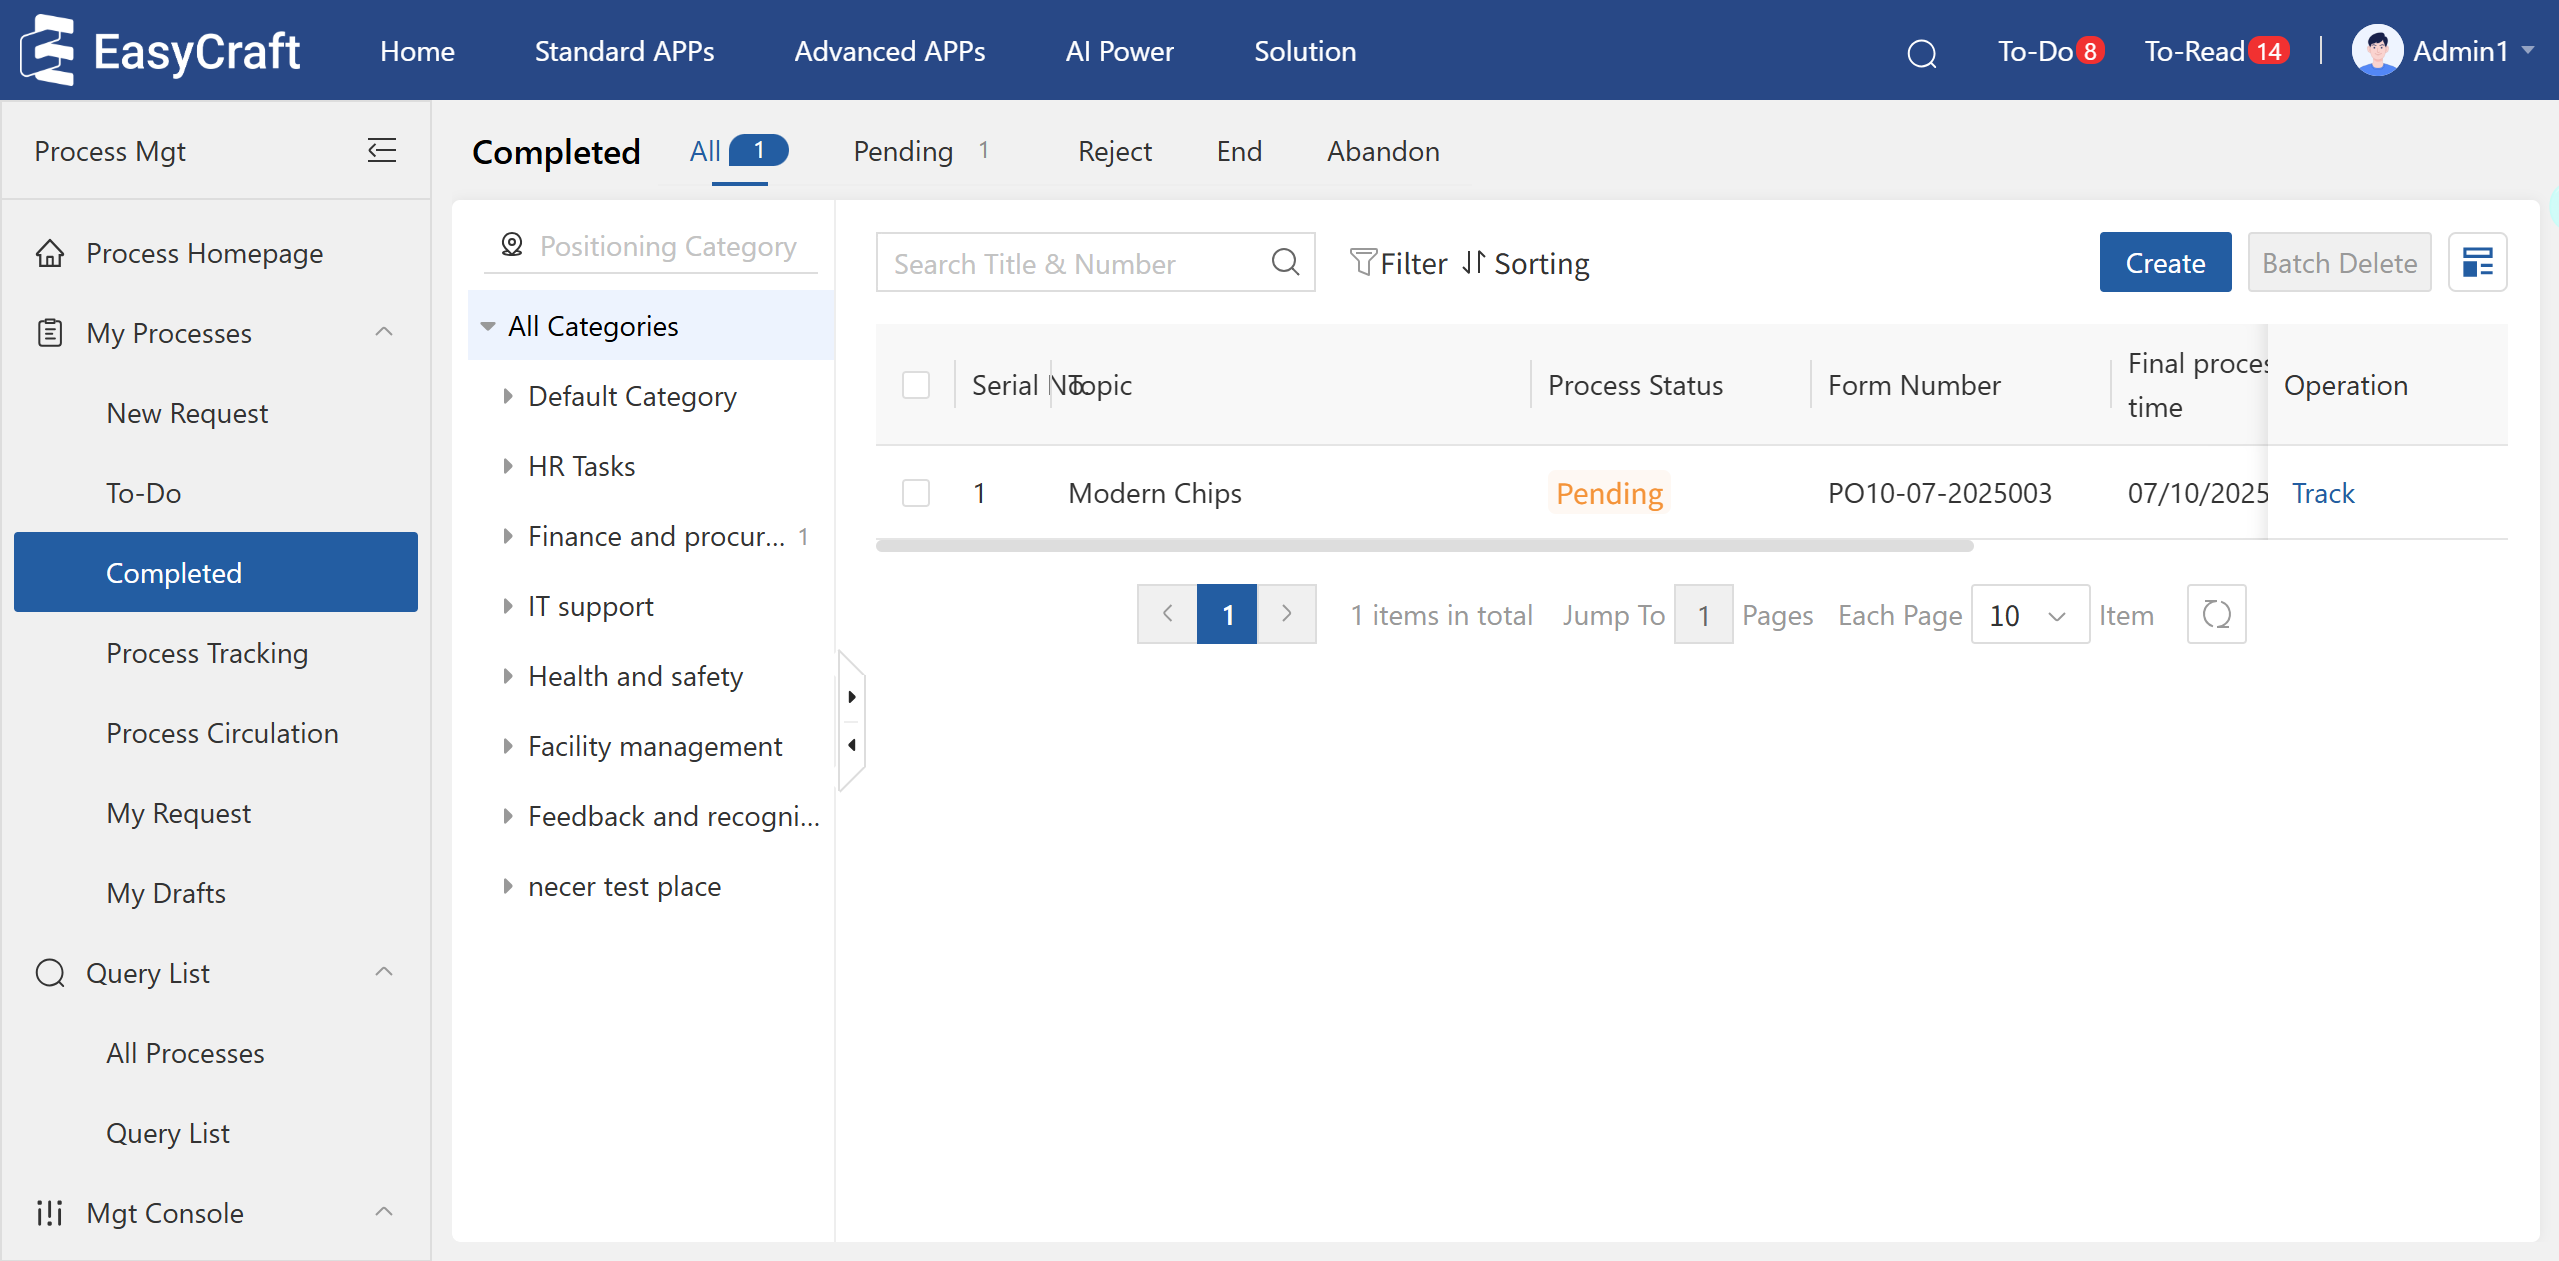 EasyCraft
Home
Standard APPs
Advanced APPs
AI Power
Solution
To-Do 8
To-Read 14
Admin1
Process Mgt
Process Homepage
My Processes
New Request
To-Do
Completed
Process Tracking
Process Circulation
My Request
My Drafts
Query List
All Processes
Query List
Mgt Console
Completed
All 1
Pending 1
Reject
End
Abandon
Positioning Category
All Categories
Default Category
HR Tasks
Finance and procur... 1
IT support
Health and safety
Facility management
Feedback and recogni...
necer test place
Search Title & Number
Filter
Sorting
Create
Batch Delete
Serial No
Topic
Process Status
Form Number
Final proces
time
Operation
1
Modern Chips
Pending
PO10-07-2025003
07/10/2025
Track
1
1 items in total
Jump To 1 Pages
Each Page 10 Item